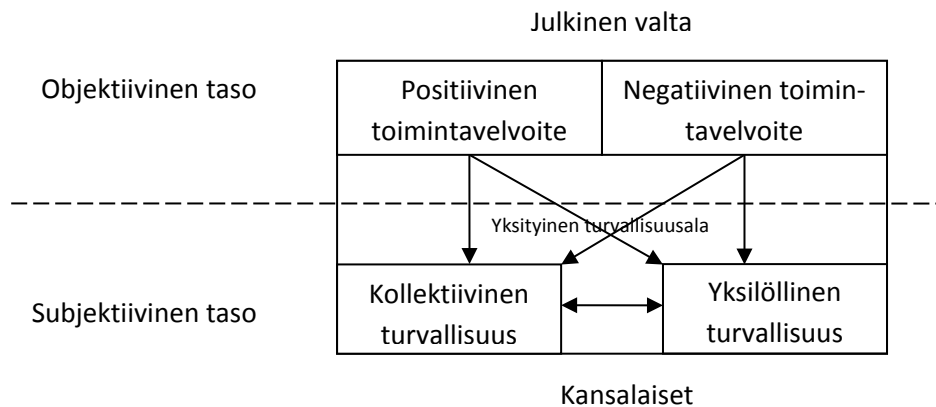 Julkinen valta
Objektiivinen taso
Positiivinen
toimintavelvoite
Negatiivinen toimin-
tavelvoite
Yksityinen turvallisuusala
Subjektiivinen taso
Kollektiivinen
turvallisuus
Yksilöllinen
turvallisuus
Kansalaiset